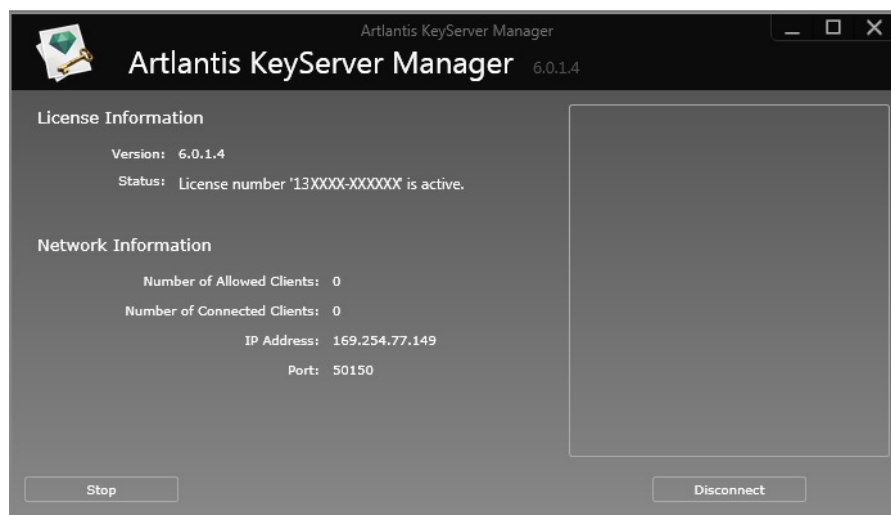 Artlantis KeyServer Manager
Artlantis KeyServer Manager 6.0.1.4
License Information
Version: 6.0.1.4
Status: License number '13XXXX-XXXXXX' is active.
Network Information
Number of Allowed Clients: 0
Number of Connected Clients: 0
IP Address: 169.254.77.149
Port: 50150
Stop
Disconnect